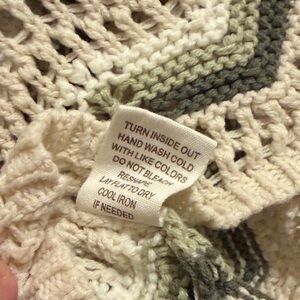 TURN INSIDE OUT
HAND WASH COLD
WITH LIKE COLORS
DO NOT BLEACH
RESHAPE
LAY FLAT TO DRY
COOL IRON
IF NEEDED